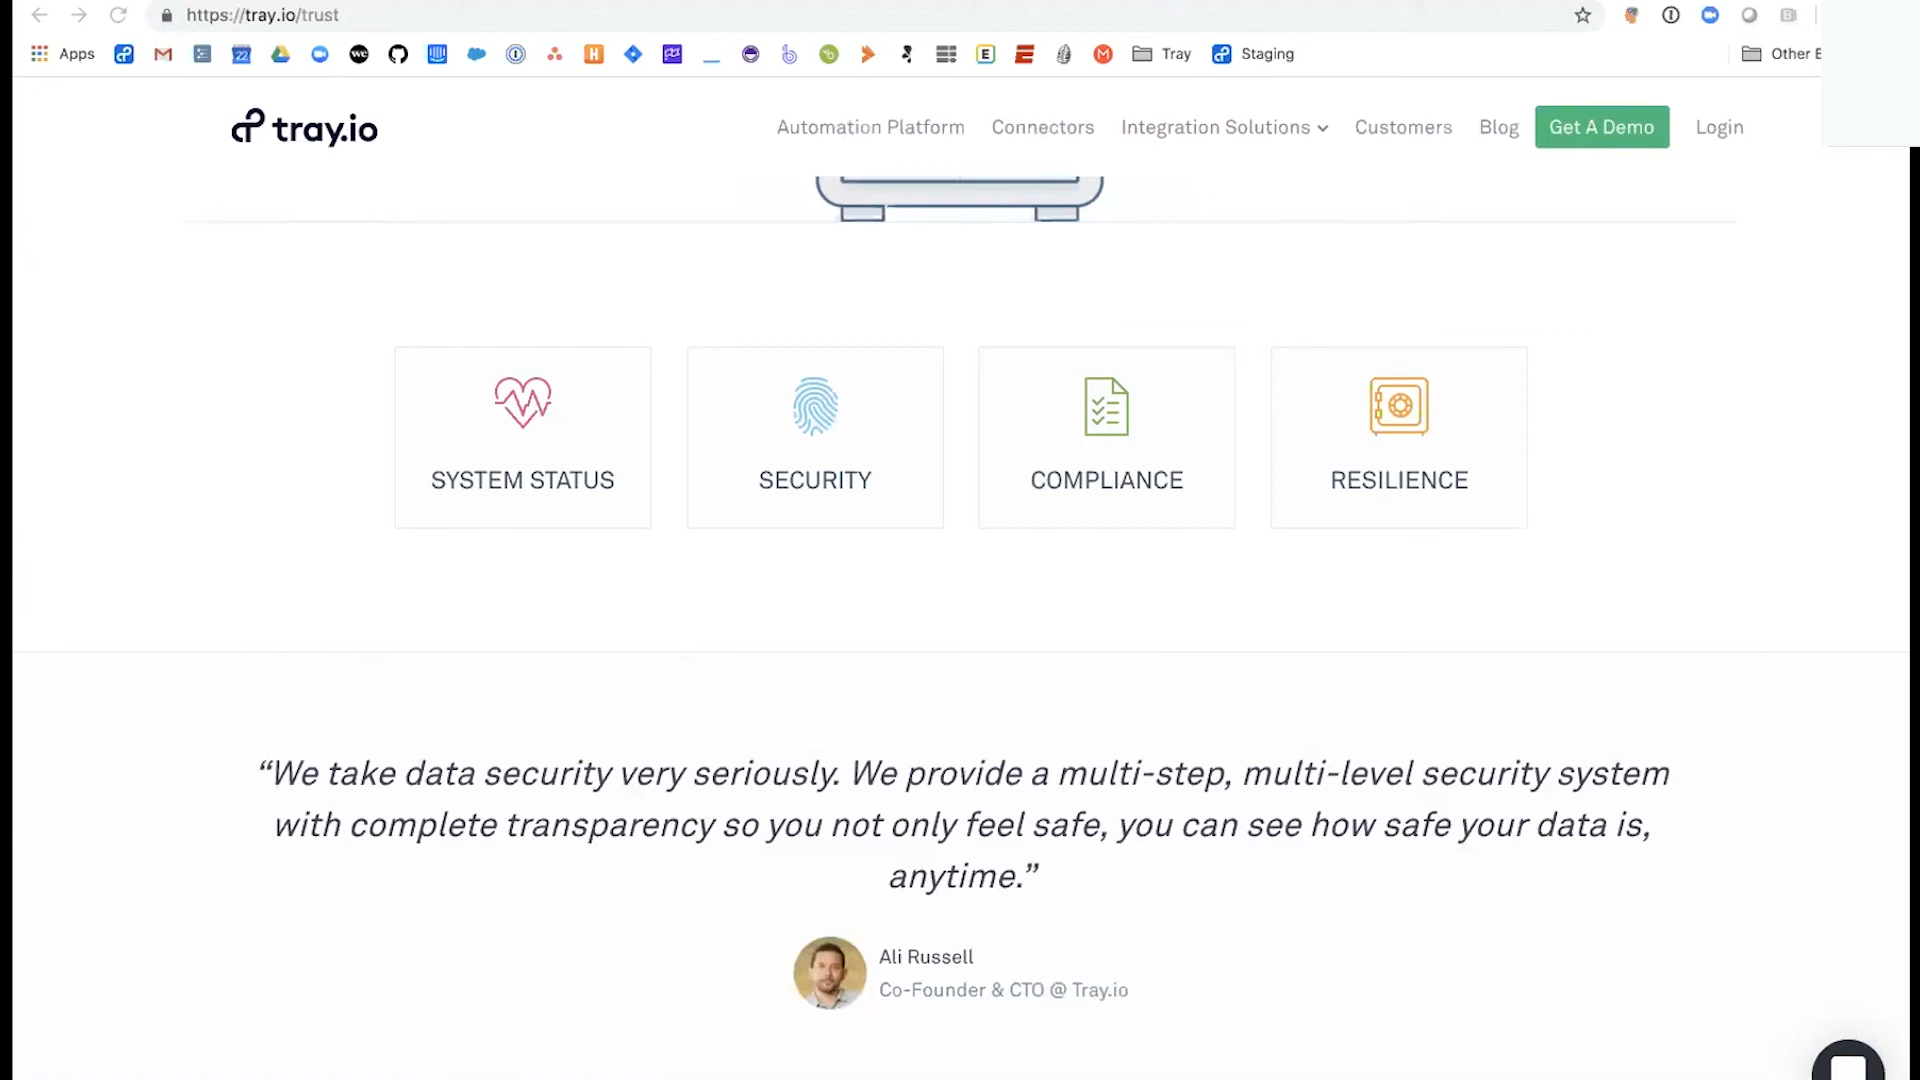 https://tray.io/trust
Apps
Tray
Staging
Other
tray.io
Automation Platform
Connectors
Integration Solutions
Customers
Blog
Get A Demo
Login
SYSTEM STATUS
SECURITY
COMPLIANCE
RESILIENCE
“We take data security very seriously. We provide a multi-step, multi-level security system
with complete transparency so you not only feel safe, you can see how safe your data is,
anytime.”
Ali Russell
Co-Founder & CTO @ Tray.io